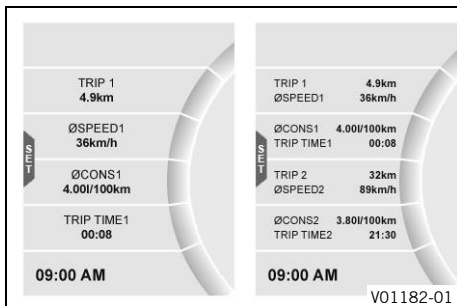 TRIP 1
4.9km
ØSPEED1
36km/h
SET
ØCONS1
4.00l/100km
TRIP TIME1
00:08
09:00 AM
TRIP 1 4.9km
ØSPEED1 36km/h
ØCONS1 4.00l/100km
TRIP TIME1 00:08
SET
TRIP 2 32km
ØSPEED2 89km/h
ØCONS2 3.80l/100km
TRIP TIME2 21:30
09:00 AM
V01182-01